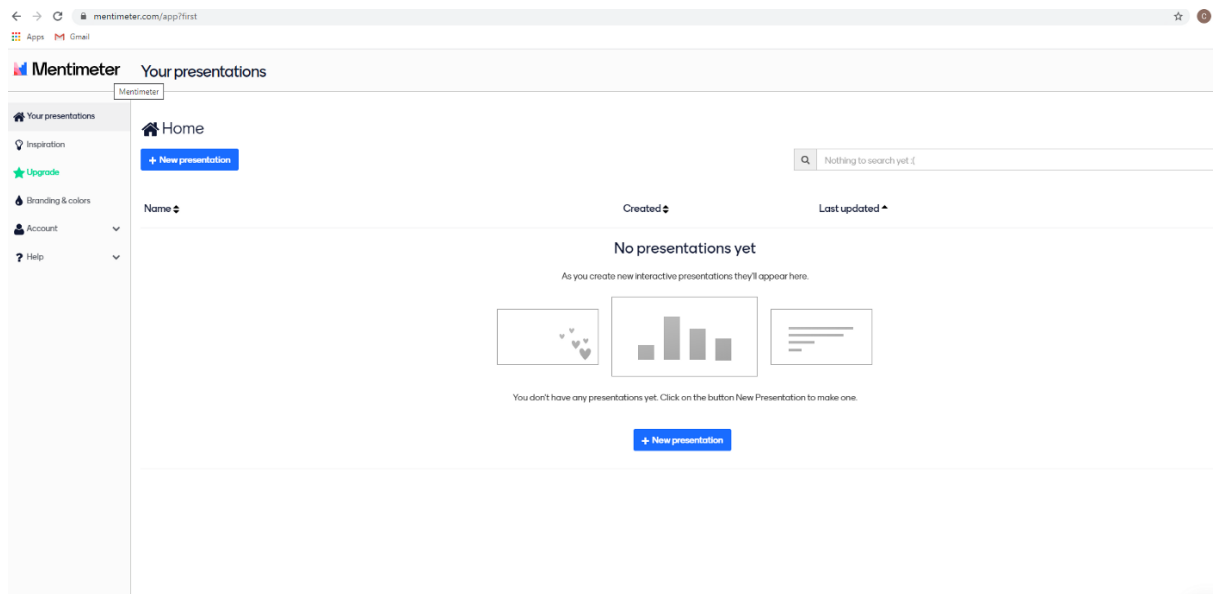 mentimeter.com/app?first
C
Apps Gmail
Mentimeter Your presentations
Mentimeter
Your presentations
Home
Inspiration
+ New presentation
Nothing to search yet :(
Upgrade
Branding & colors
Name Created Last updated
Account
No presentations yet
? Help
As you create new interactive presentations they'll appear here.
You don't have any presentations yet. Click on the button New Presentation to make one.
+ New presentation